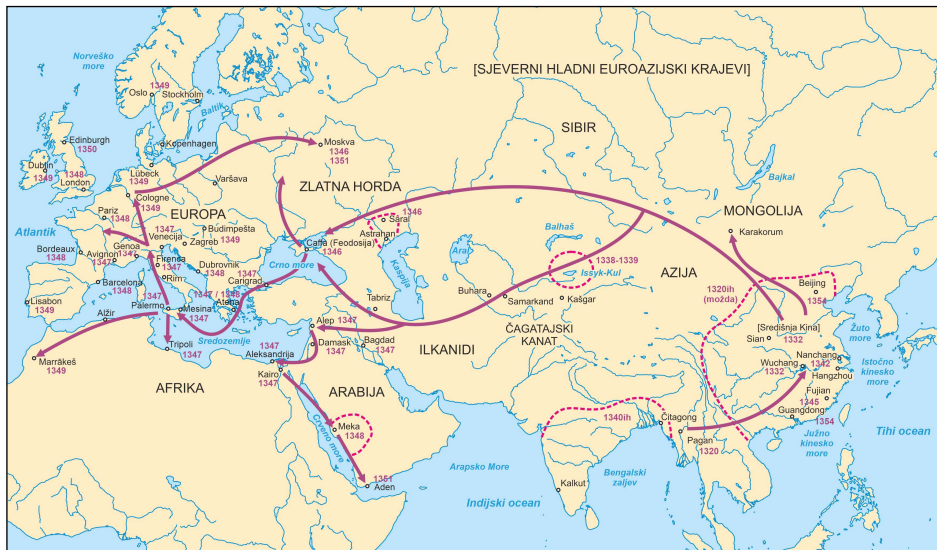 Norveško
more
Oslo
1349
Stockholm
Baltik
Edinburgh
1350
Kopenhagen
Dublin
1349
1348
London
Lübeck
1349
Cologne
1349
Varšava
Moskva
1346
1351
[SJEVERNI HLADNI EUROAZIJSKI KRAJEVI]
SIBIR
Bajkal
ZLATNA HORDA
MONGOLIJA
Karakorum
Pariz
1348
EUROPA
Atlantik
1347
Venecija
Budimpešta
1349
Zagreb
Bordeaux
1348
Avignon
1347
Genoa
1347
Firenca
1347
Rim
Dubrovnik
1348
Barcelona
1348
Lisabon
1349
Caffa (Feodosija)
1346
Crno more
1347
Carigrad
1346
Saral
Astrahan
Kaspija
Aral
Balhaš
1338-1339
Issyk-Kul
AZIJA
1320ih
(možda)
Beijing
1354
Žuto
more
[Središnja Kina]
1332
Sian
Wuchang
1332
Nanchang
1312
Hangzhou
Istočno
kinesko
more
Fujian
1345
Guangdong
1354
Južno
kinesko
more
Tihi ocean
1347
Palermo
Mesina
1347
1347 / 1348
Atena
Alžir
Sredozemlje
Tripoli
1347
Marrākeš
1349
AFRIKA
1347
Aleksandrija
Kairo
1347
Alep 1347
Damask
1347
Bagdad
1347
Tabriz
ILKANIDI
Buhara
Samarkand
Kašgar
ČAGATAJSKI
KANAT
ARABIJA
Meka
1348
Crveno more
1351
Aden
Arapsko More
1340ih
Citagong
Pagan
1320
Kalkut
Bengalski
zaljev
Indijski ocean